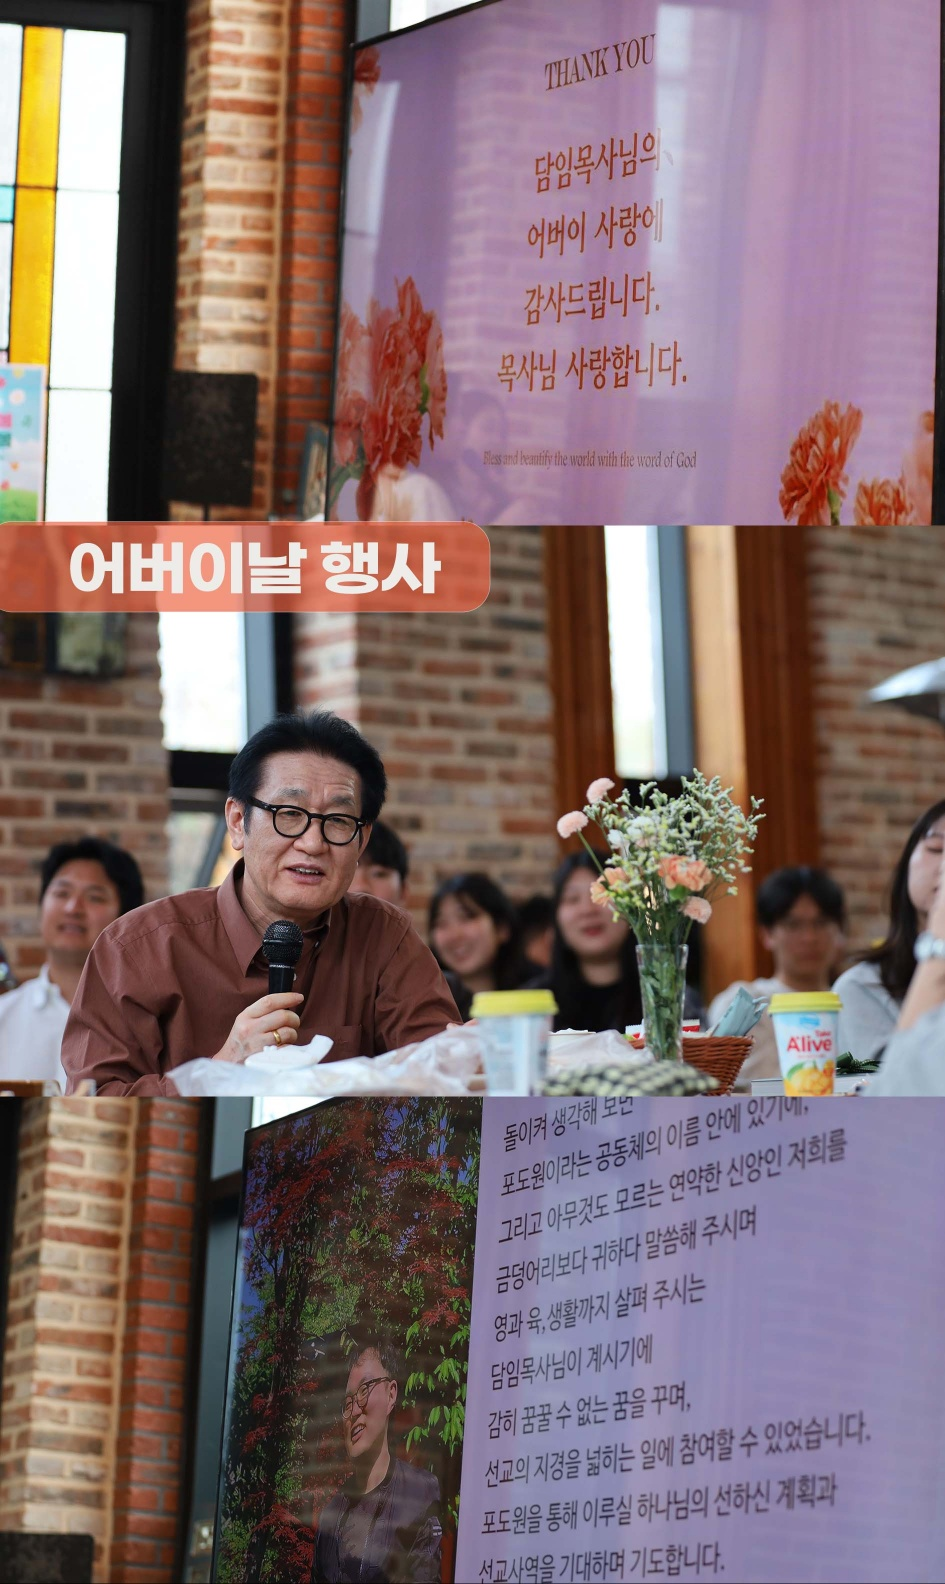 THANK YOU
담임목사님의
어버이 사랑에
감사드립니다.
목사님 사랑합니다.
Bless and beautify the world with the word of God
어버이날 행사
Take
Alive
돌이켜 생각해 보면
포도원이라는 공동체의 이름 안에 있기에,
그리고 아무것도 모르는 연약한 신앙인 저희를
금덩어리보다 귀하다 말씀해 주시며
영과 육,생활까지 살펴 주시는
담임목사님이 계시기에
감히 꿈꿀 수 없는 꿈을 꾸며,
선교의 지경을 넓히는 일에 참여할 수 있었습니다.
포도원을 통해 이루실 하나님의 선하신 계획과
선교사역을 기대하며 기도합니다.